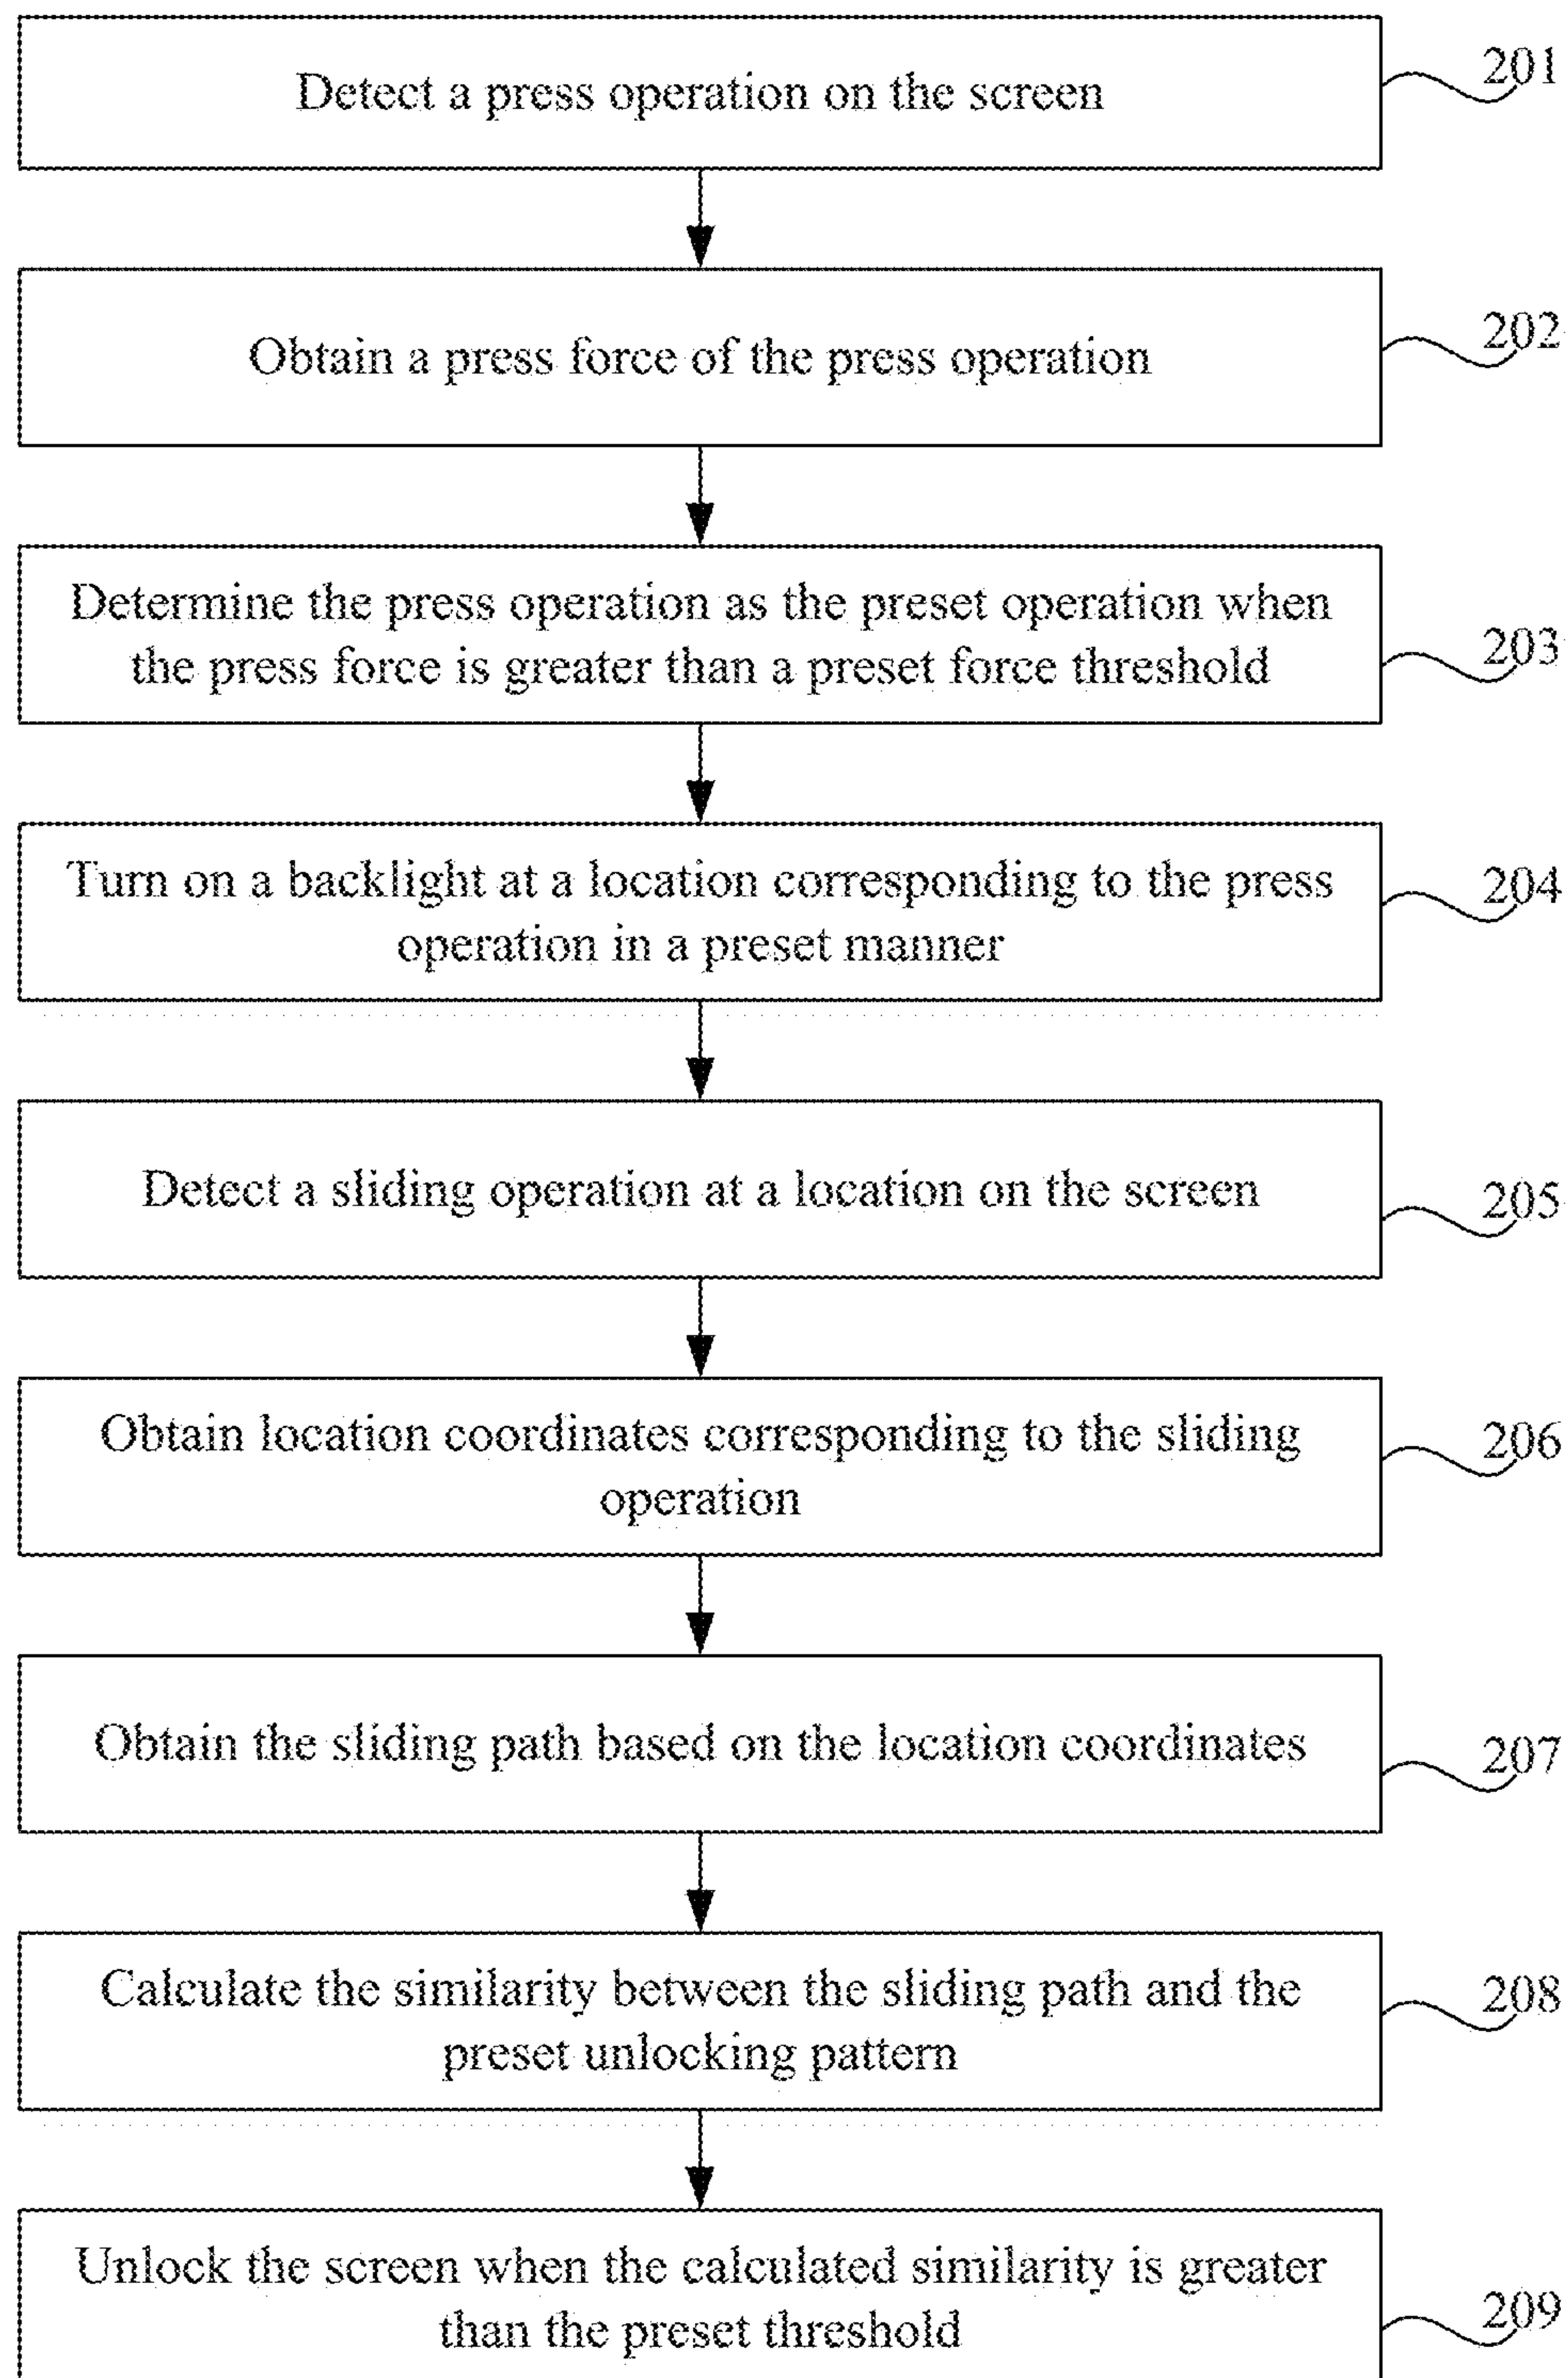 Detect a press operation on the screen
201
Obtain a press force of the press operation
202
Determine the press operation as the preset operation when
the press force is greater than a preset force threshold
203
Turn on a backlight at a location corresponding to the press
operation in a preset manner
204
Detect a sliding operation at a location on the screen
205
Obtain location coordinates corresponding to the sliding
operation
206
Obtain the sliding path based on the location coordinates
207
Calculate the similarity between the sliding path and the
preset unlocking pattern
208
Unlock the screen when the calculated similarity is greater
than the preset threshold
209